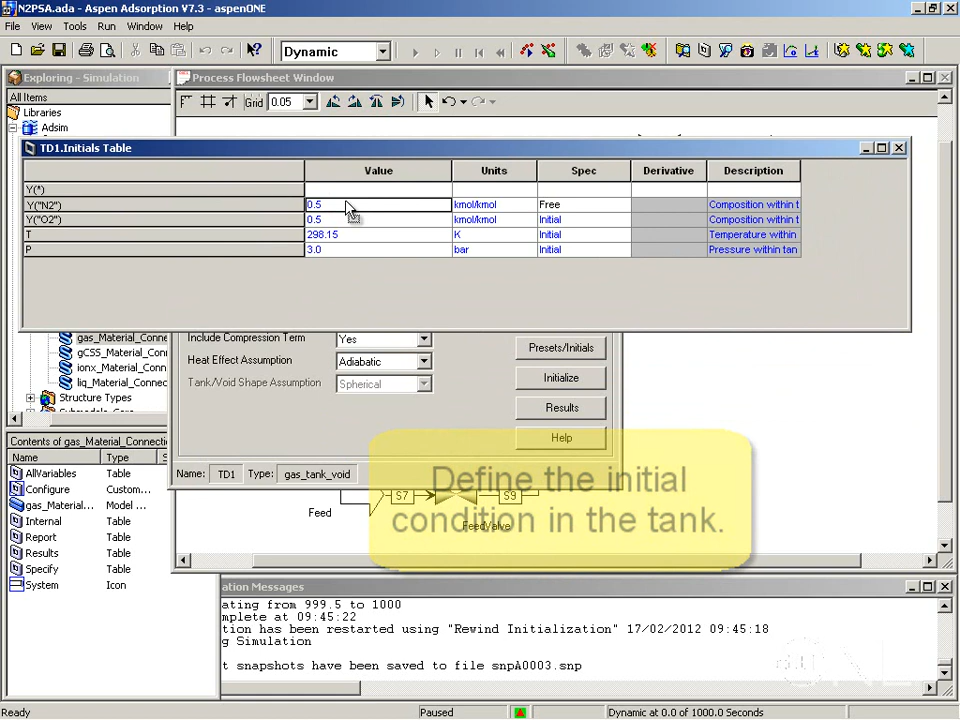 N2PSA.ada - Aspen Adsorption V7.3 - aspenONE
File View Tools Run Window Help
Dynamic
Exploring - Simulation
Process Flowsheet Window
All Items
Grid 0.05
Libraries
Adsim
TD1.Initials Table
Value Units Spec Derivative Description
Y(*)
Y("N2") 0.5 kmol/kmol Free Composition within t
Y("O2") 0.5 kmol/kmol Initial Composition within t
T 298.15 K Initial Temperature within
P 3.0 bar Initial Pressure within tan
gas_Material_Conne
gCSS_Material_Con
ionx_Material_Conne
liq_Material_Connec
Structure Types
Include Compression Term Yes
Heat Effect Assumption Adiabatic
Tank/Void Shape Assumption Spherical
Presets/Initials
Initialize
Results
Help
Contents of gas_Material_Connectio
Name Type
AllVariables Table
Configure Custom...
gas_Materia... Model ...
Internal Table
Report Table
Results Table
Specify Table
System Icon
Name: TD1 Type: gas_tank_void
Define the initial
condition in the tank.
Feed
S7
S9
FeedValve
ation Messages
ating from 999.5 to 1000
mplete at 09:45:22
tion has been restarted using "Rewind Initialization" 17/02/2012 09:45:18
g Simulation
t snapshots have been saved to file snpA0003.snp
Ready
Paused
Dynamic at 0.0 of 1000.0 Seconds